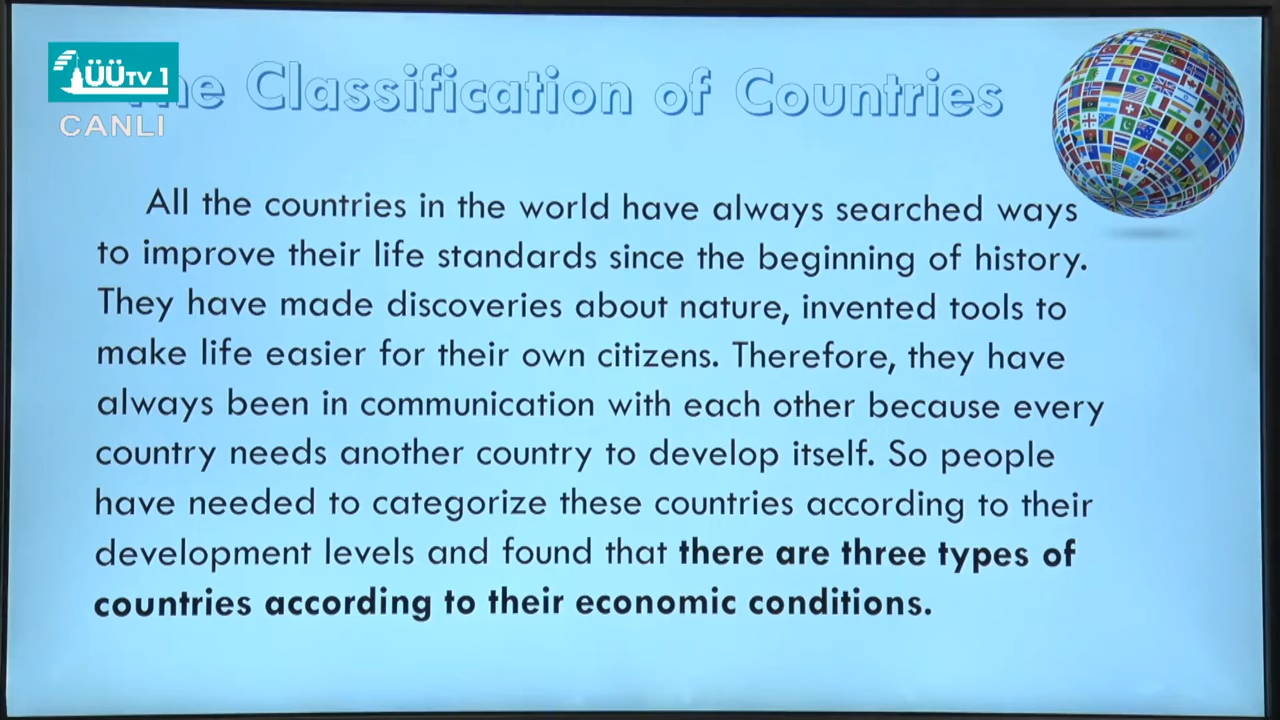 ÜÜTV 1
CANLI
The Classification of Countries
All the countries in the world have always searched ways
to improve their life standards since the beginning of history.
They have made discoveries about nature, invented tools to
make life easier for their own citizens. Therefore, they have
always been in communication with each other because every
country needs another country to develop itself. So people
have needed to categorize these countries according to their
development levels and found that there are three types of
countries according to their economic conditions.